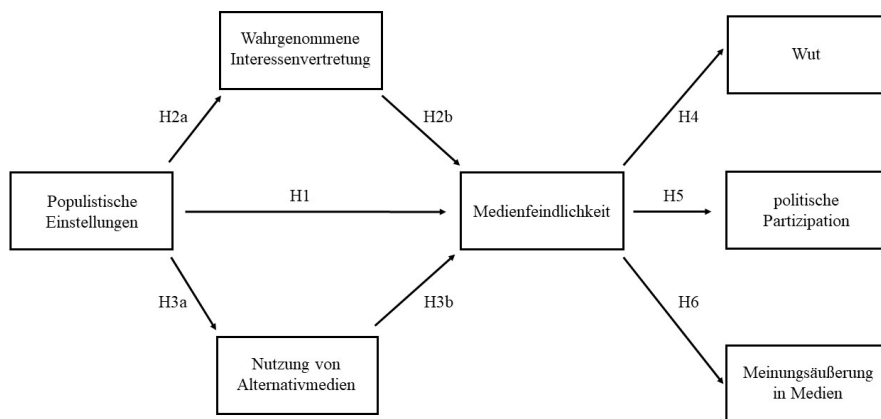 Wahrgenommene
Interessenvertretung
Wut
H2a
H2b
H4
Populistische
Einstellungen
H1
Medienfeindlichkeit
H5
politische
Partizipation
H3a
H3b
H6
Nutzung von
Alternativmedien
Meinungsäußerung
in Medien